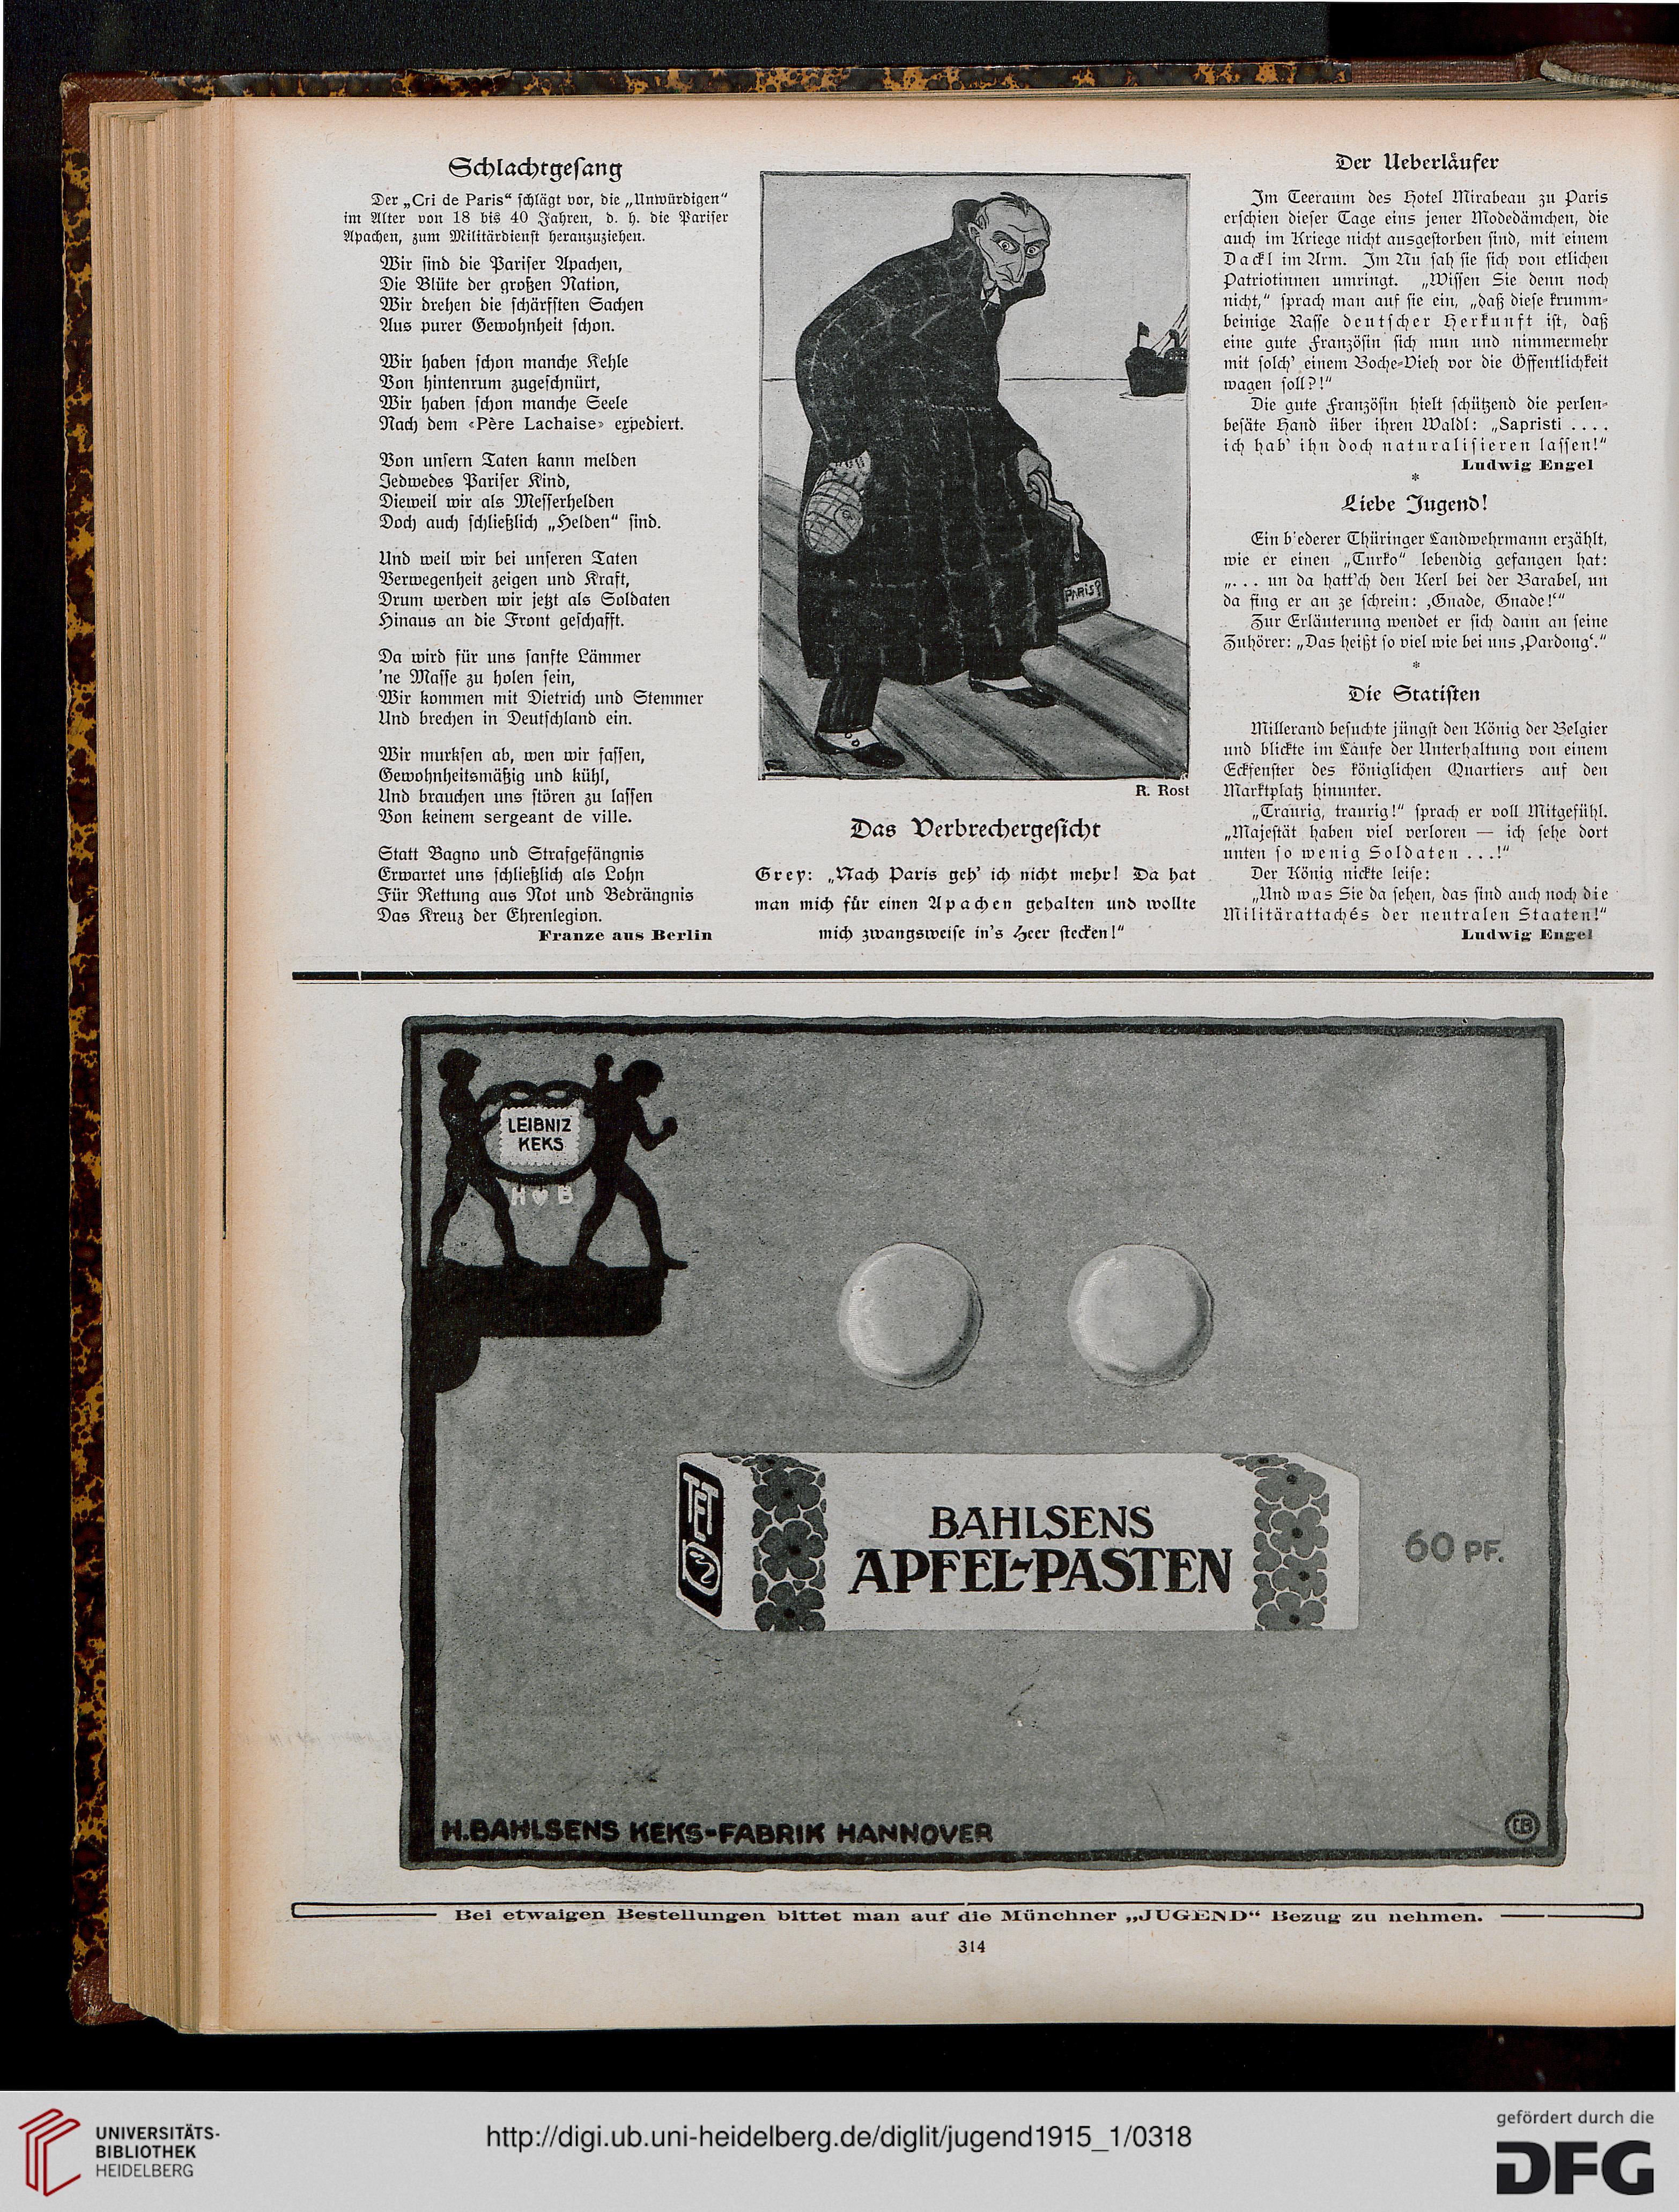 Schlachtgesang
Der „Cri de Paris“ schlägt vor, die „Unwürdigen“
im Alter von 18 bis 40 Jahren, d. h. die Pariser
Apachen, zum Militärdienst heranzuziehen.
Wir sind die Pariser Apachen,
Die Blüte der großen Nation,
Wir drehen die schärfsten Sachen
Aus purer Gewohnheit schon.
Wir haben schon manche Kehle
Von hintenrum zugeschnürt,
Wir haben schon manche Seele
Nach dem «Père Lachaise» expediert.
Von unsern Taten kann melden
Jedwedes Pariser Kind,
Dieweil wir als Messerhelden
Doch auch schließlich „Helden“ sind.
Und weil wir bei unseren Taten
Verwegenheit zeigen und Kraft,
Drum werden wir jetzt als Soldaten
Hinaus an die Front geschafft.
Da wird für uns sanfte Lämmer
'ne Masse zu holen sein,
Wir kommen mit Dietrich und Stemmer
Und brechen in Deutschland ein.
Wir murksen ab, wen wir fassen,
Gewohnheitsmäßig und kühl,
Und brauchen uns stören zu lassen
Von keinem sergeant de ville.
Statt Bagno und Strafgefängnis
Erwartet uns schließlich als Lohn
Für Rettung aus Not und Bedrängnis
Das Kreuz der Ehrenlegion.
Franze aus Berlin
PARIS?
R. Rost
Das Verbrechergesicht
Grey: „Nach Paris geh' ich nicht mehr! Da hat
man mich für einen Apachen gehalten und wollte
mich zwangsweise in's Heer stecken!“
Der Ueberläufer
Im Teeraum des Hotel Mirabeau zu Paris
erschien dieser Tage eins jener Modedämchen, die
auch im Kriege nicht ausgestorben sind, mit einem
Dackl im Arm. Im Nu sah sie sich von etlichen
Patriotinnen umringt. „Wissen Sie denn noch
nicht,“ sprach man auf sie ein, „daß diese krumm-
beinige Rasse deutscher Herkunft ist, daß
eine gute Französin sich nun und nimmermehr
mit solch' einem Boche-Vieh vor die Öffentlichkeit
wagen soll?!“
Die gute Französin hielt schützend die perlen-
besäte Hand über ihren Waldl: „Sapristi . . . .
ich hab' ihn doch naturalisieren lassen!“
Ludwig Engel
*
Liebe Jugend!
Ein b'ederer Thüringer Landwehrmann erzählt,
wie er einen „Turko“ lebendig gefangen hat:
„. . . un da hatt'ch den Kerl bei der Barabel, un
da fing er an ze schrein: ‚Gnade, Gnade!‘“
Zur Erläuterung wendet er sich dann an seine
Zuhörer: „Das heißt so viel wie bei uns ‚Pardong‘.“
*
Die Statisten
Millerand besuchte jüngst den König der Belgier
und blickte im Laufe der Unterhaltung von einem
Eckfenster des königlichen Quartiers auf den
Marktplatz hinunter.
„Traurig, traurig!“ sprach er voll Mitgefühl.
„Majestät haben viel verloren — ich sehe dort
unten so wenig Soldaten . . .!“
Der König nickte leise:
„Und was Sie da sehen, das sind auch noch die
Militärattachés der neutralen Staaten!“
Ludwig Engel
LEIBNIZ
KEKS
H B
TET
BAHLSENS
APFEL-PASTEN
60 PF.
H.BAHLSENS KEKS-FABRIK HANNOVER
CB
Bei etwaigen Bestellungen bittet man auf die Münchner „JUGEND“ Bezug zu nehmen.
314
UNIVERSITÄTS-
BIBLIOTHEK
HEIDELBERG
http://digi.ub.uni-heidelberg.de/diglit/jugend1915_1/0318
gefördert durch die
DFG